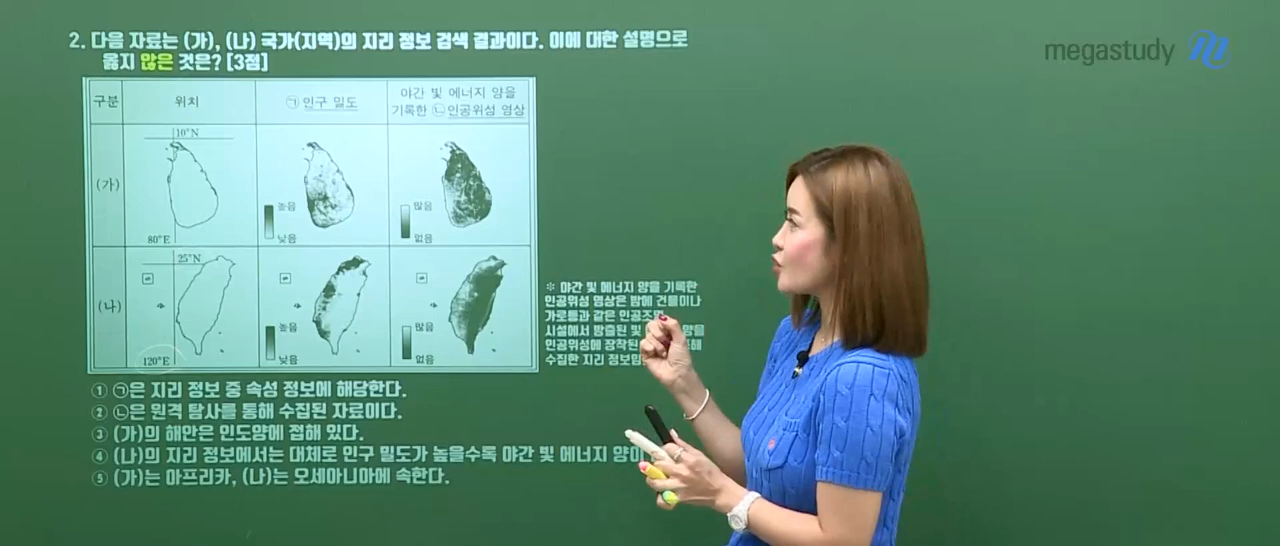 2. 다음 자료는 (가), (나) 국가(지역)의 지리 정보 검색 결과이다. 이에 대한 설명으로
옳지 않은 것은? [3점]
megastudy
구분
위치
㉠인구 밀도
야간 빛 에너지 양을
기록한 ㉡인공위성 영상
(가)
10°N
80°E
높음
낮음
많음
없음
(나)
25°N
120°E
높음
낮음
많음
없음
※ 야간 빛 에너지 양을 기록한
인공위성 영상은 밤에 건물이나
가로등과 같은 인공조명
시설에서 방출된 빛 양을
인공위성에 장착된
수집한 지리 정보임
① ㉠은 지리 정보 중 속성 정보에 해당한다.
② ㉡은 원격 탐사를 통해 수집된 자료이다.
③ (가)의 해안은 인도양에 접해 있다.
④ (나)의 지리 정보에서는 대체로 인구 밀도가 높을수록 야간 빛 에너지 양이
⑤ (가)는 아프리카, (나)는 오세아니아에 속한다.